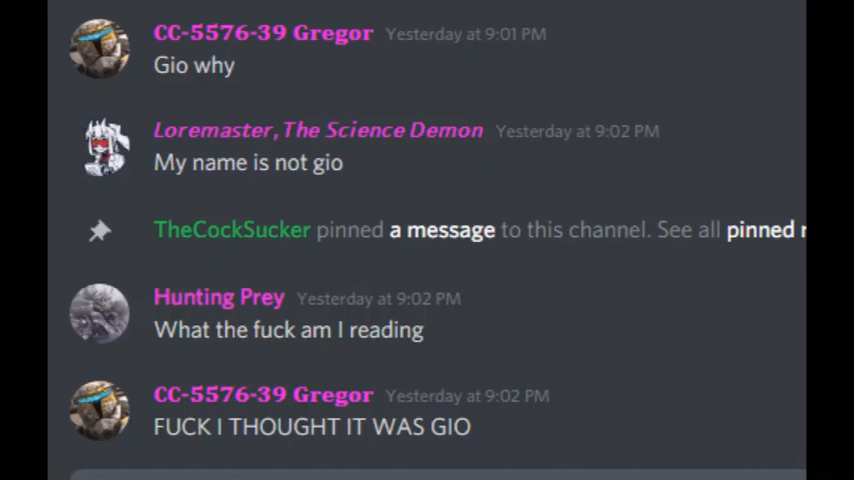 CC-5576-39 Gregor Yesterday at 9:01 PM
Gio why
Loremaster, The Science Demon Yesterday at 9:02 PM
My name is not gio
TheCockSucker pinned a message to this channel. See all pinned
Hunting Prey Yesterday at 9:02 PM
What the fuck am I reading
CC-5576-39 Gregor Yesterday at 9:02 PM
FUCK I THOUGHT IT WAS GIO